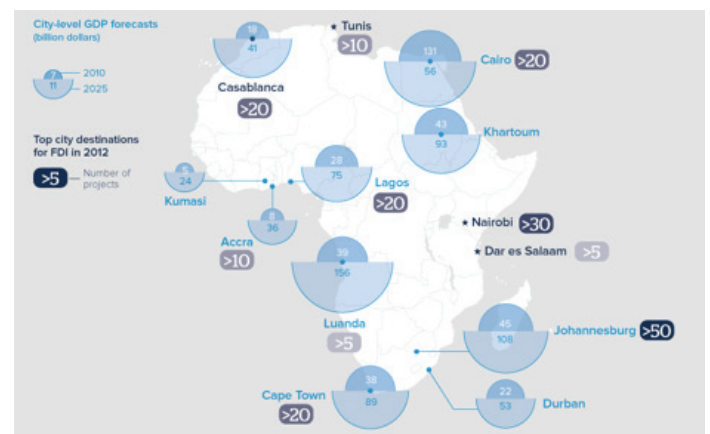 City-level GDP forecasts
(billion dollars)
7
2010
11
2025
Top city destinations
for FDI in 2012
>5
Number of
projects
Tunis
>10
41
Casablanca
>20
131
56
Cairo
>20
43
93
Khartoum
5
24
Kumasi
28
75
Lagos
>20
8
36
Accra
>10
Nairobi
>30
Dar es Salaam
>5
39
156
Luanda
>5
45
108
Johannesburg
>50
38
89
Cape Town
>20
22
53
Durban